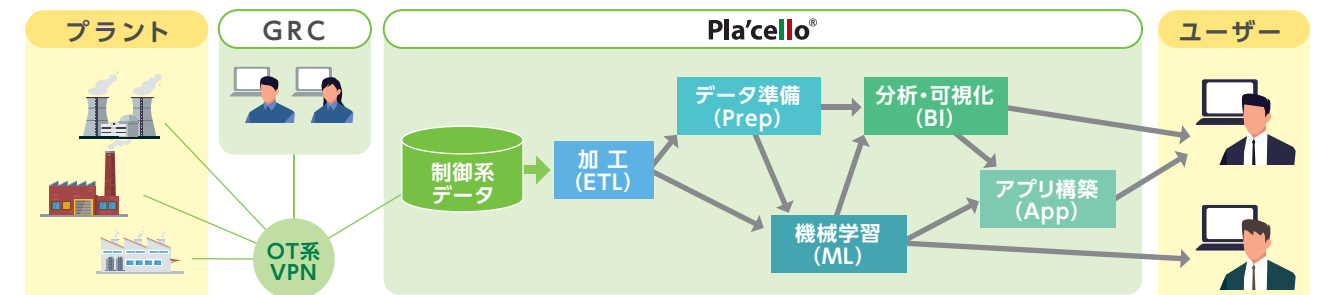 プラント
GRC
Pla'cello®
ユーザー
制御系
データ
加 工
(ETL)
データ準備
(Prep)
分析・可視化
(BI)
機械学習
(ML)
アプリ構築
(App)
OT系
VPN